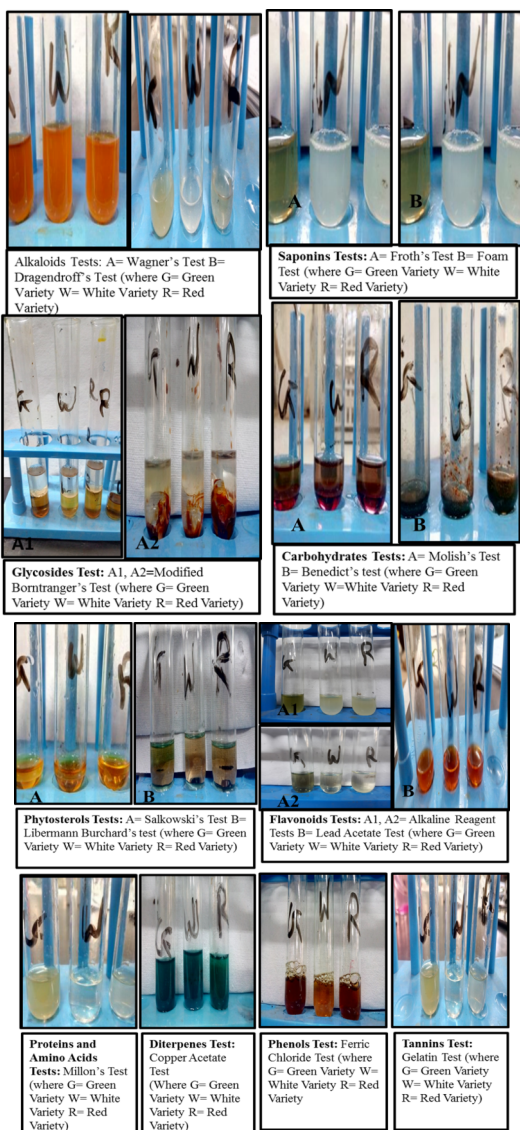 G W R
G W R
A
B
Alkaloids Tests: A= Wagner's Test B=
Dragendroff's Test (where G= Green
Variety W= White Variety R= Red
Variety)
Saponins Tests: A= Froth's Test B= Foam
Test (where G= Green Variety W= White
Variety R= Red Variety)
G W R
A1
G W R
A2
G W R
A
G W
B
Glycosides Test: A1, A2=Modified
Borntranger's Test (where G= Green
Variety W= White Variety R= Red Variety)
Carbohydrates Tests: A= Molish's Test
B= Benedict's test (where G= Green
Variety W=White Variety R= Red
Variety)
G W R
A
G W R
B
G W R
A1
G W R
A2
G W R
B
Phytosterols Tests: A= Salkowski's Test B=
Libermann Burchard's test (where G= Green
Variety W= White Variety R= Red Variety)
Flavonoids Tests: A1, A2= Alkaline Reagent
Tests B= Lead Acetate Test (where G= Green
Variety W= White Variety R= Red Variety)
G W
G W R
G W R
G W R
Proteins and
Amino Acids
Tests: Millon's Test
(where G= Green
Variety W= White
Variety R= Red
Variety)
Diterpenes Test:
Copper Acetate
Test
(Where G= Green
Variety W= White
Variety R= Red
Variety)
Phenols Test: Ferric
Chloride Test (where
G= Green Variety W=
White Variety R= Red
Variety
Tannins Test:
Gelatin Test (where
G= Green Variety
W= White Variety
R= Red Variety)